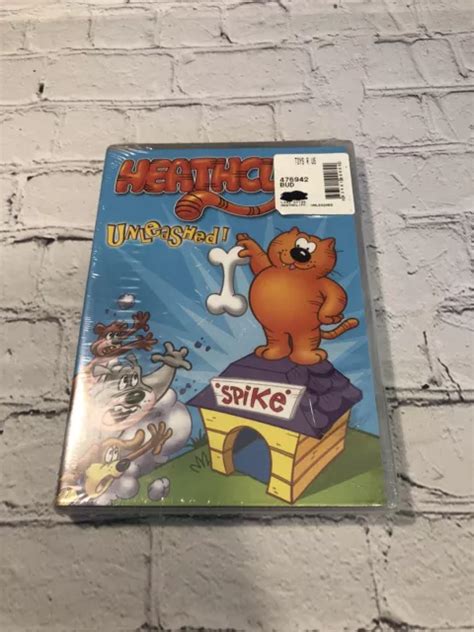 TOYS R US
476942
BUD
HEATHCL
UNLEASHED!
"SPIKE"